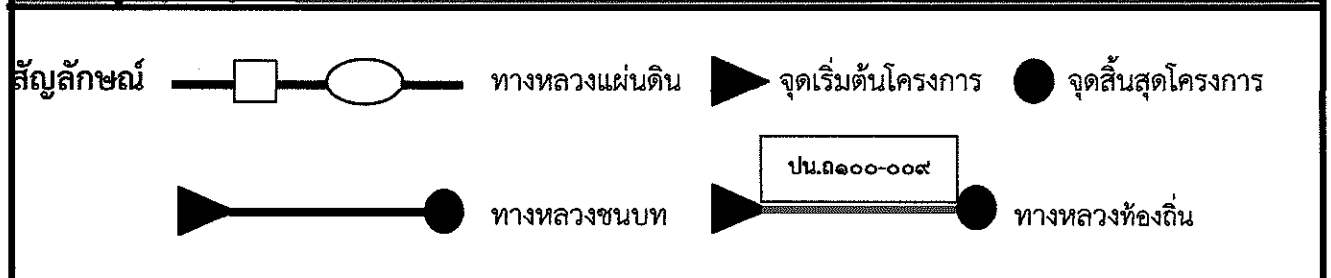 สัญลักษณ์ ทางหลวงแผ่นดิน จุดเริ่มต้นโครงการ จุดสิ้นสุดโครงการ
ปน.ถ๑๐๐-๐๐๙
ทางหลวงชนบท ทางหลวงท้องถิ่น